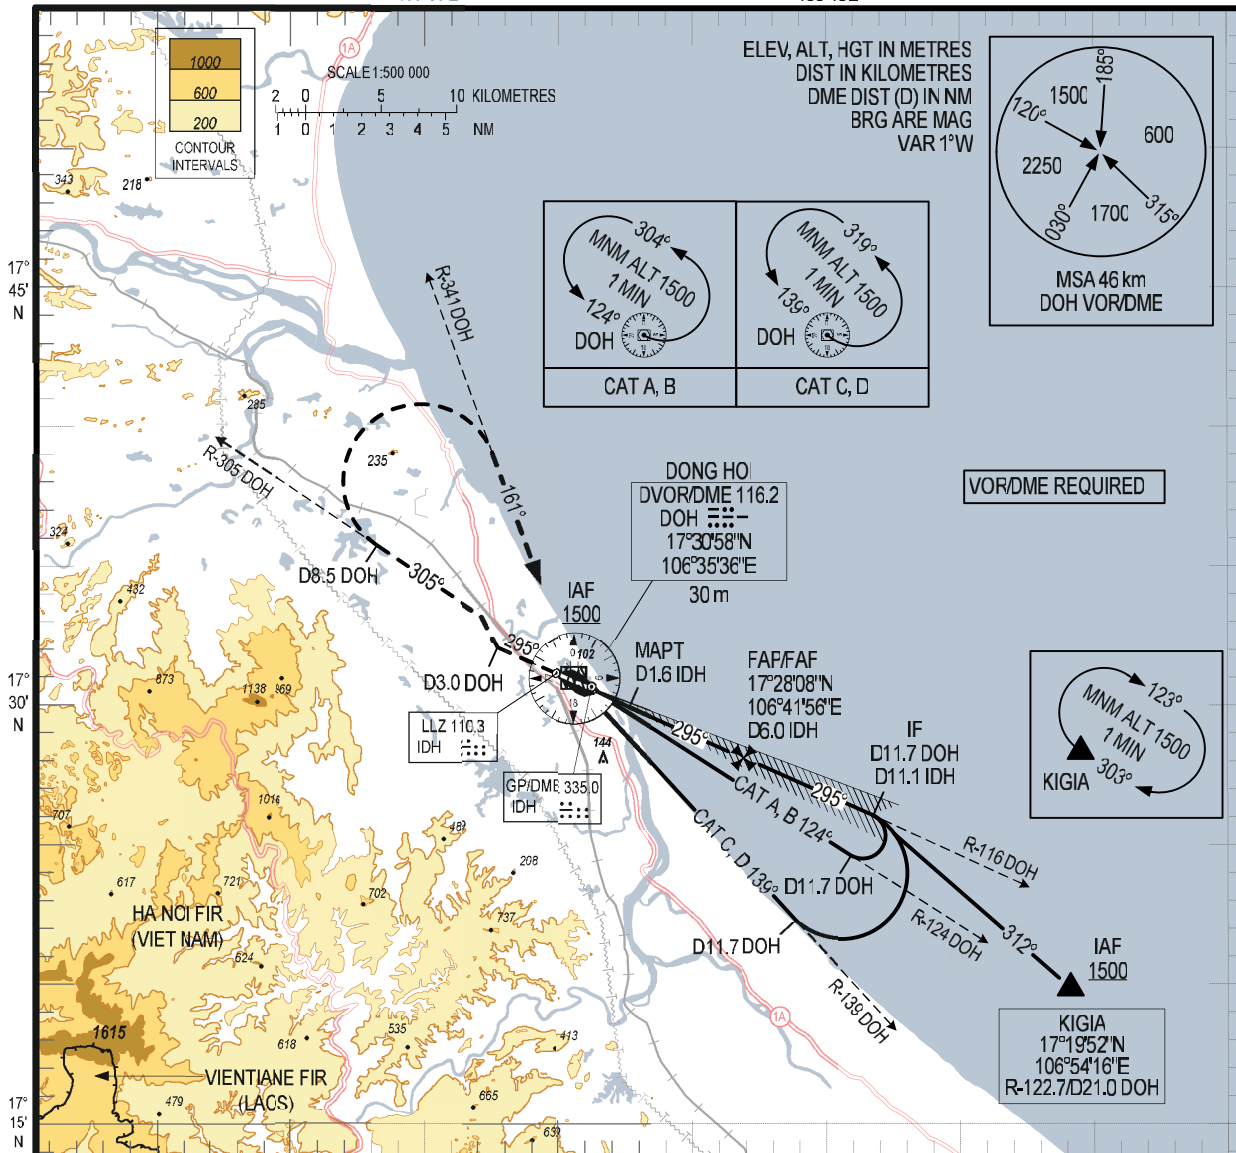 1000
600
200
CONTOUR
INTERVALS
1A
SCALE 1:500 000
2 0 5 10 KILOMETRES
1 0 1 2 3 4 5 NM
ELEV, ALT, HGT IN METRES
DIST IN KILOMETRES
DME DIST (D) IN NM
BRG ARE MAG
VAR 1°W
185°
1500
120°
600
2250
315°
030°
1700
MSA 46 km
DOH VOR/DME
343
218
17°
45'
N
304°
MNM ALT 1500
1 MIN
124°
DOH
CAT A, B
319°
MNM ALT 1500
1 MIN
139°
DOH
CAT C, D
R-341 DOH
285
235
R-305 DOH
161°
324
D8.5 DOH
305°
432
DONG HOI
DVOR/DME 116.2
DOH
17°30'58"N
106°35'36"E
30 m
VOR/DME REQUIRED
IAF
1500
102
295°
D3.0 DOH
MAPT
D1.6 IDH
FAP/FAF
17°28'08"N
106°41'56"E
D6.0 IDH
17°
30'
N
873
1138
969
LLZ 110.3
IDH
144
GP/DME 335.0
IDH
295°
IF
D11.7 DOH
D11.1 IDH
295°
CAT A, B 124°
CAT C, D 139°
D11.7 DOH
D11.7 DOH
R-116 DOH
R-124 DOH
R-139 DOH
312°
123°
MNM ALT 1500
1 MIN
303°
KIGIA
IAF
1500
KIGIA
17°19'52"N
106°54'16"E
R-122.7/D21.0 DOH
707
1016
617
721
702
208
737
HA NOI FIR
(VIET NAM)
624
1615
618
535
413
VIENTIANE FIR
(LAOS)
479
665
1A
17°
15'
N